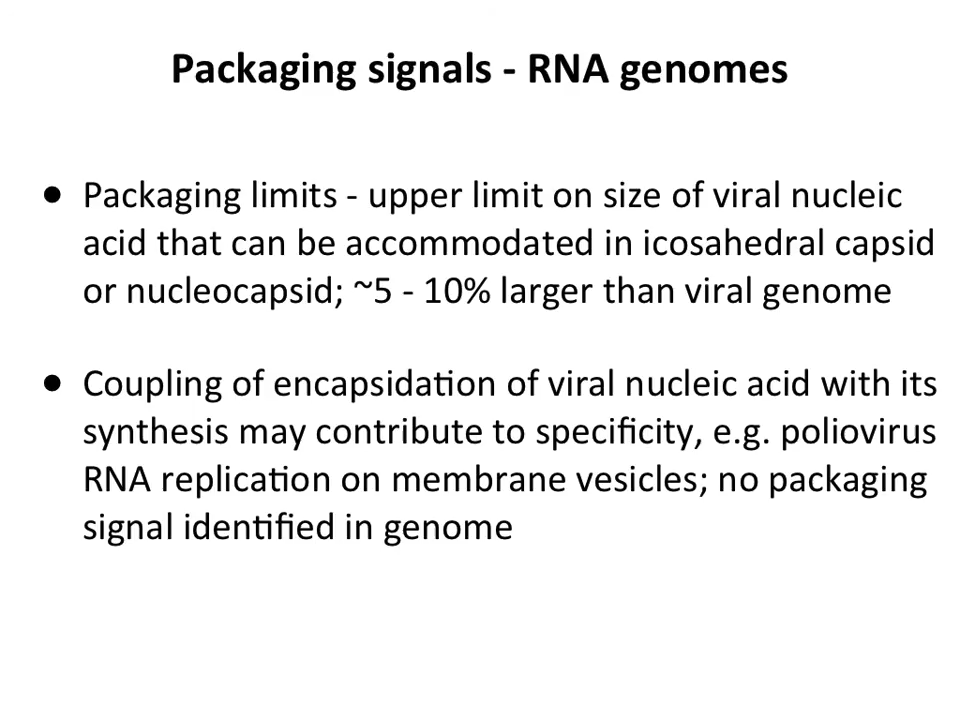 Packaging signals - RNA genomes
● Packaging limits - upper limit on size of viral nucleic
acid that can be accommodated in icosahedral capsid
or nucleocapsid; ~5 - 10% larger than viral genome
● Coupling of encapsidation of viral nucleic acid with its
synthesis may contribute to specificity, e.g. poliovirus
RNA replication on membrane vesicles; no packaging
signal identified in genome